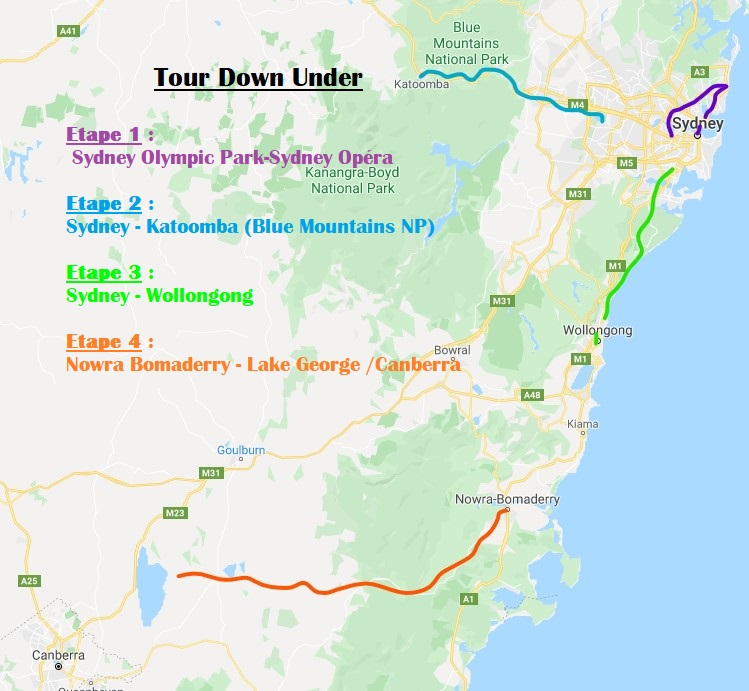 A41
Blue
Mountains
National Park
Tour Down Under
A3
Katoomba
M4
Etape 1 :
Sydney
Sydney Olympic Park-Sydney Opéra
M5
Kanangra-Boyd
National Park
M31
Etape 2 :
Sydney - Katoomba (Blue Mountains NP)
Etape 3 :
M1
Sydney - Wollongong
M31
Wollongong
Etape 4 :
Bowral
M1
Nowra Bomaderry - Lake George /Canberra
A48
Kiama
Goulburn
M31
Nowra-Bomaderry
M23
A25
A1
Canberra